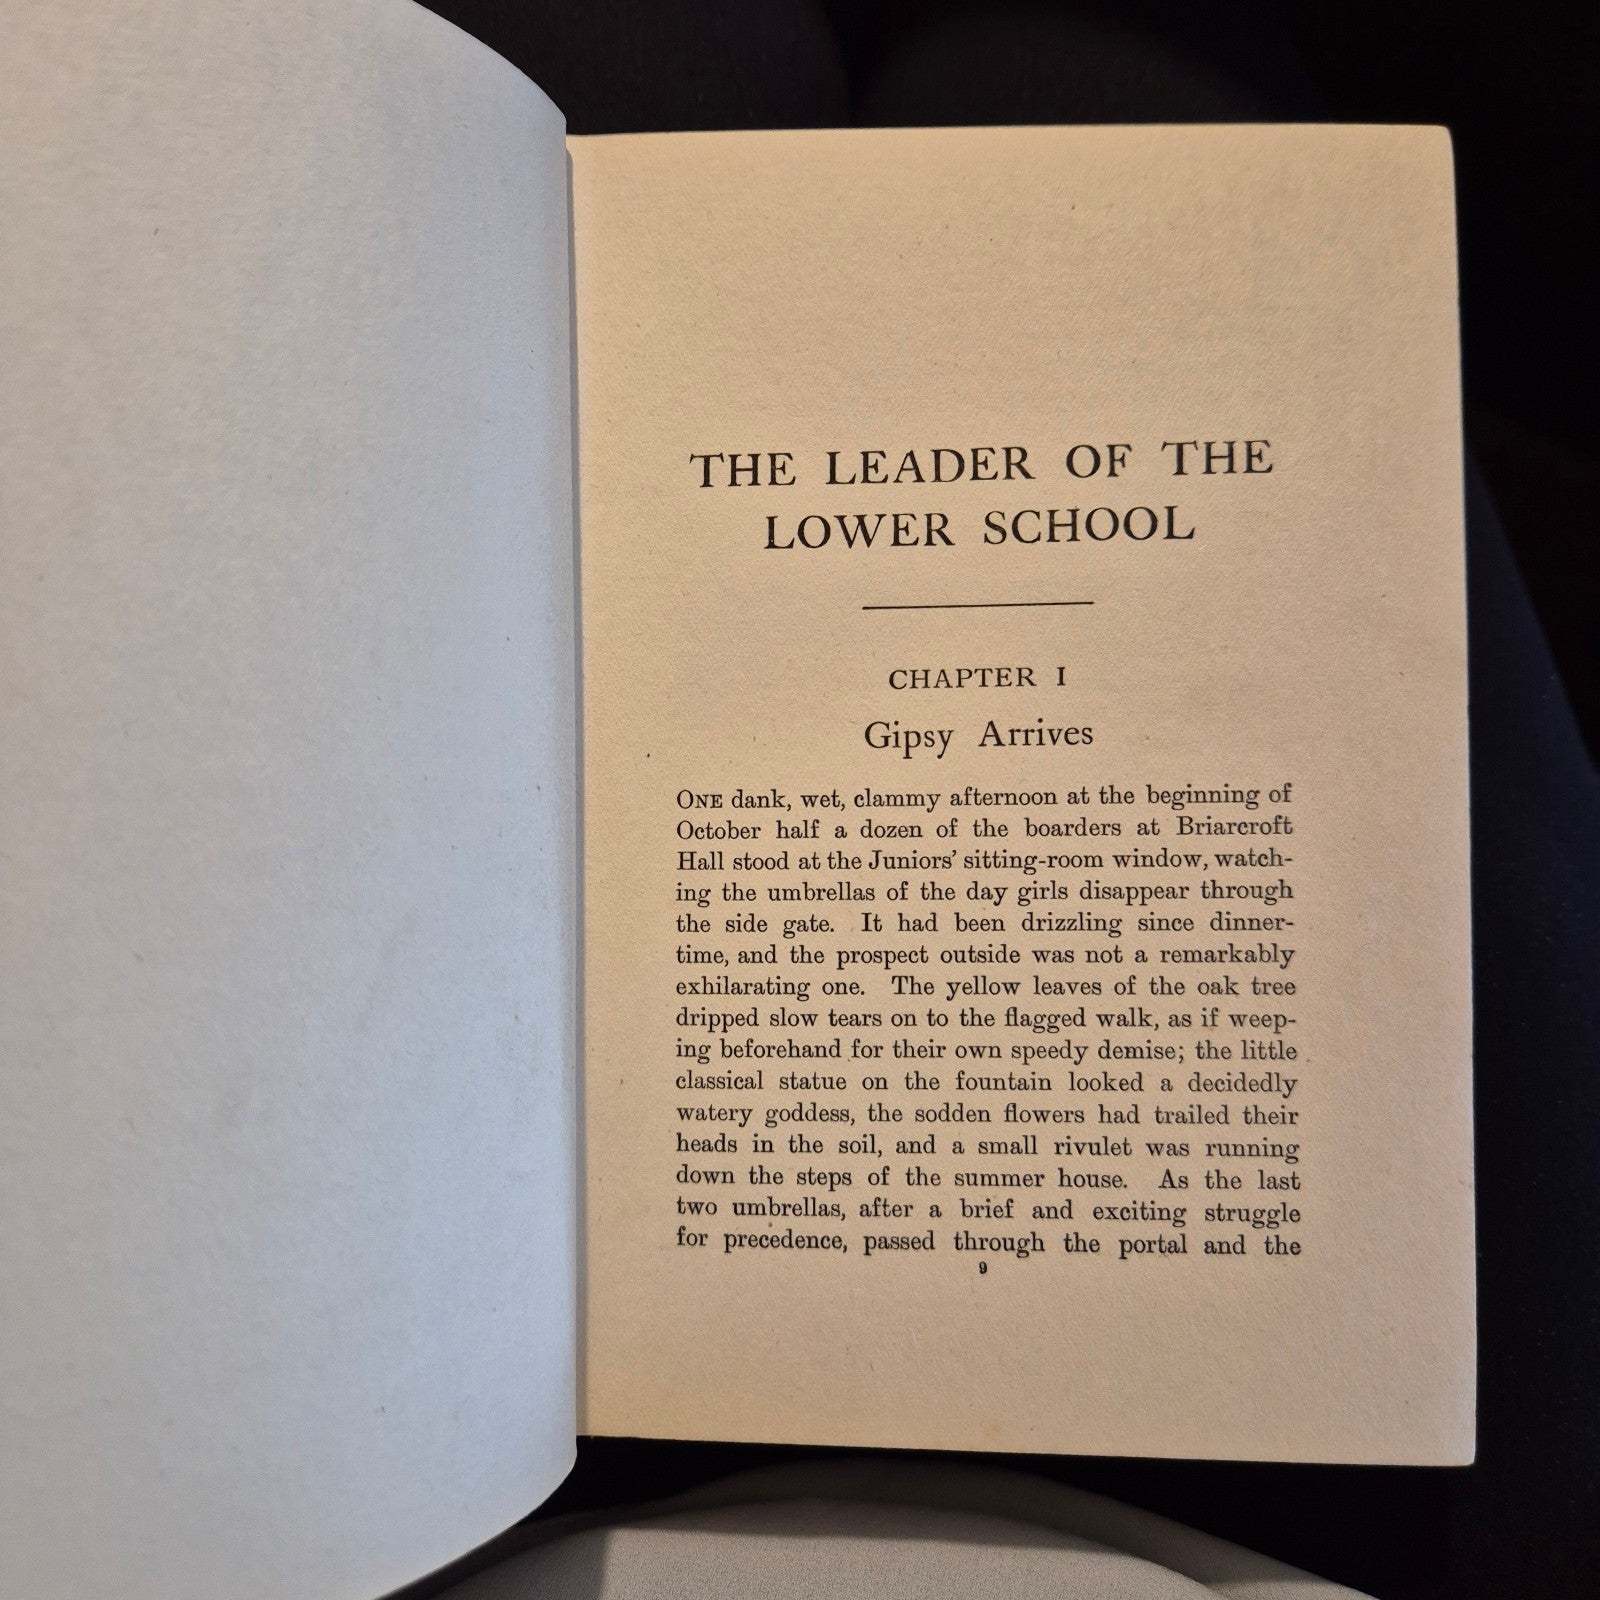 THE LEADER OF THE
LOWER SCHOOL
CHAPTER I
Gipsy Arrives
ONE dank, wet, clammy afternoon at the beginning of
October half a dozen of the boarders at Briarcroft
Hall stood at the Juniors' sitting-room window, watch-
ing the umbrellas of the day girls disappear through
the side gate. It had been drizzling since dinner-
time, and the prospect outside was not a remarkably
exhilarating one. The yellow leaves of the oak tree
dripped slow tears on to the flagged walk, as if weep-
ing beforehand for their own speedy demise; the little
classical statue on the fountain looked a decidedly
watery goddess, the sodden flowers had trailed their
heads in the soil, and a small rivulet was running
down the steps of the summer house. As the last
two umbrellas, after a brief and exciting struggle
for precedence, passed through the portal and the
9